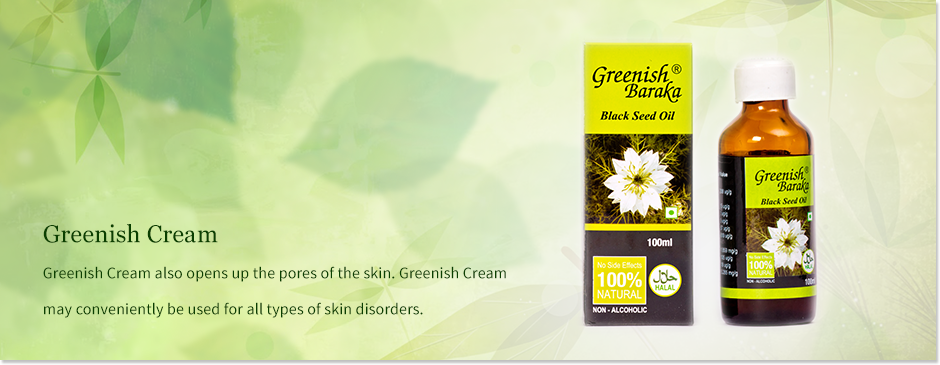 Greenish Cream
Greenish Cream also opens up the pores of the skin. Greenish Cream
may conveniently be used for all types of skin disorders.
Greenish®
Baraka
Black Seed Oil
100ml
No Side Effects
100%
NATURAL
NON - ALCOHOLIC
حلال
HALAL
Greenish®
Baraka
Black Seed Oil
100%
NATURAL
NON - ALCOHOLIC